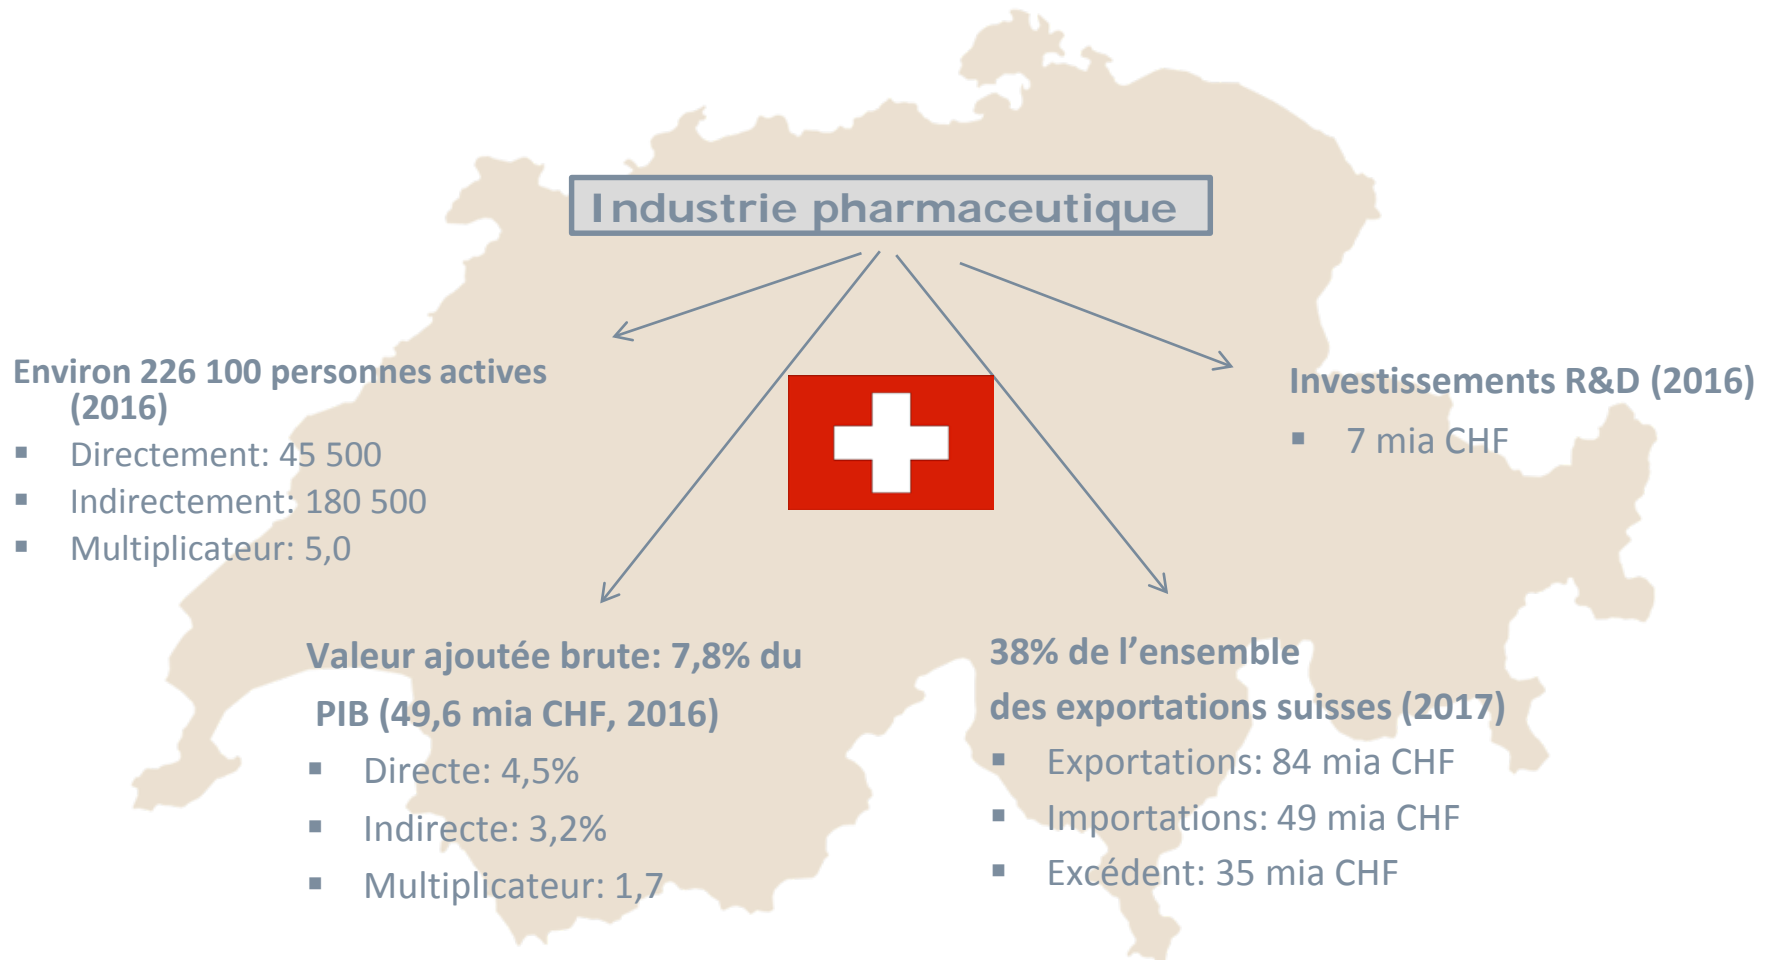 Industrie pharmaceutique
Environ 226 100 personnes actives
(2016)
▪ Directement: 45 500
▪ Indirectement: 180 500
▪ Multiplicateur: 5,0
Investissements R&D (2016)
▪ 7 mia CHF
Valeur ajoutée brute: 7,8% du
PIB (49,6 mia CHF, 2016)
▪ Directe: 4,5%
▪ Indirecte: 3,2%
▪ Multiplicateur: 1,7
38% de l’ensemble
des exportations suisses (2017)
▪ Exportations: 84 mia CHF
▪ Importations: 49 mia CHF
▪ Excédent: 35 mia CHF